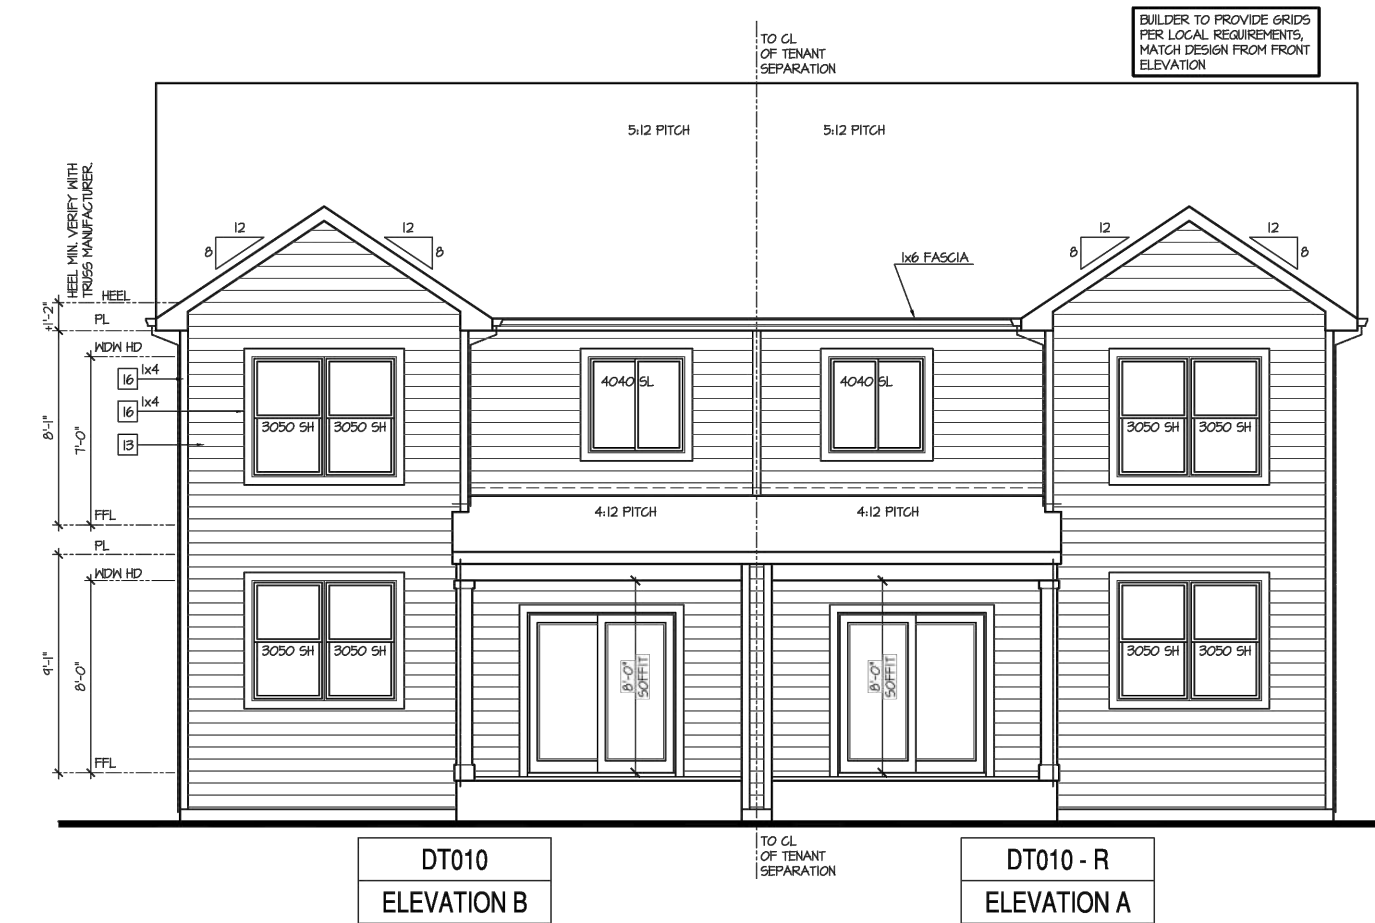 BUILDER TO PROVIDE GRIDS
PER LOCAL REQUIREMENTS,
MATCH DESIGN FROM FRONT
ELEVATION
TO CL
OF TENANT
SEPARATION
5:12 PITCH
5:12 PITCH
HEEL MIN. VERIFY WITH
TRUSS MANUFACTURER.
12
8
12
8
12
8
12
8
1x6 FASCIA
HEEL
±1'-2"
PL
WDW HD
16
1x4
16
1x4
13
8'-1"
7'-0"
3050 SH
3050 SH
4040 SL
4040 SL
3050 SH
3050 SH
FFL
4:12 PITCH
4:12 PITCH
PL
WDW HD
9'-1"
8'-0"
3050 SH
3050 SH
8'-0"
SOFFIT
8'-0"
SOFFIT
3050 SH
3050 SH
FFL
TO CL
OF TENANT
SEPARATION
DT010
ELEVATION B
DT010 - R
ELEVATION A